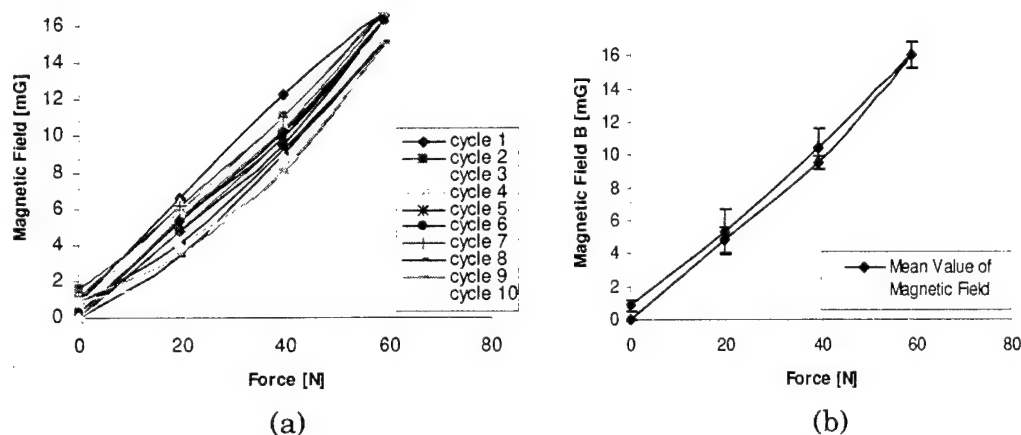 Magnetic Field [mG]
16
14
12
10
8
6
4
2
0
0
20
40
60
80
Force [N]
cycle 1
cycle 2
cycle 3
cycle 4
cycle 5
cycle 6
cycle 7
cycle 8
cycle 9
cycle 10
(a)
Magnetic Field B [mG]
16
14
12
10
8
6
4
2
0
0
20
40
60
80
Force [N]
Mean Value of
Magnetic Field
(b)